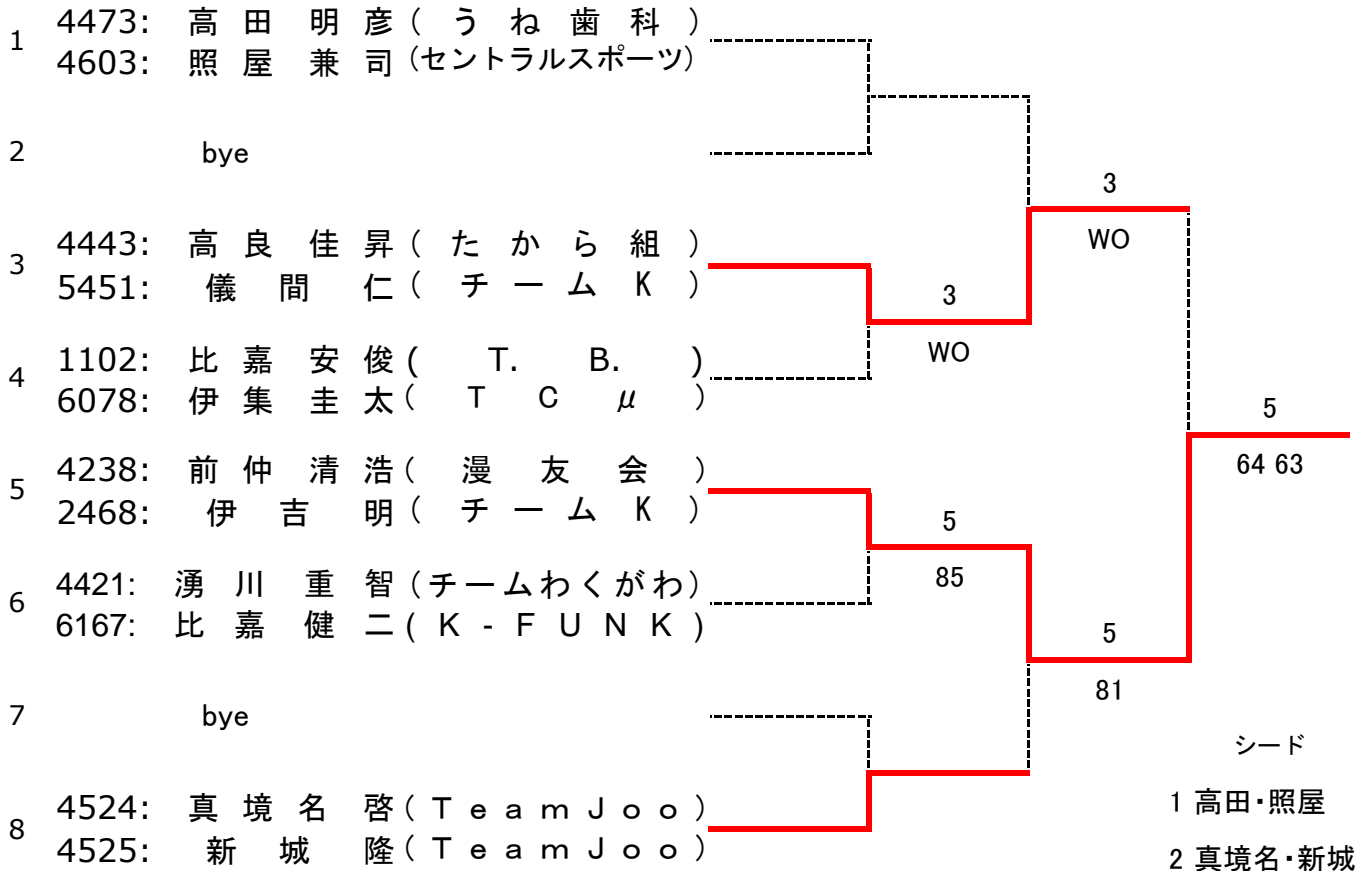 1
4473: 高田 明彦(うね歯科)
4603: 照屋 兼司(セントラルスポーツ)
2 bye
3
WO
3
4443: 高良 佳昇(たから組)
5451: 儀間 仁(チームK)
3
WO
4
1102: 比嘉 安俊(T. B.)
6078: 伊集 圭太(TCμ)
5
64 63
5
4238: 前仲 清浩(漫友会)
2468: 伊吉 明(チームK)
5
85
6
4421: 湧川 重智(チームわくがわ)
6167: 比嘉 健二(K-FUNK)
5
81
7 bye
シード
8
4524: 真境名 啓(TeamJoo)
4525: 新城 隆(TeamJoo)
1 高田・照屋
2 真境名・新城